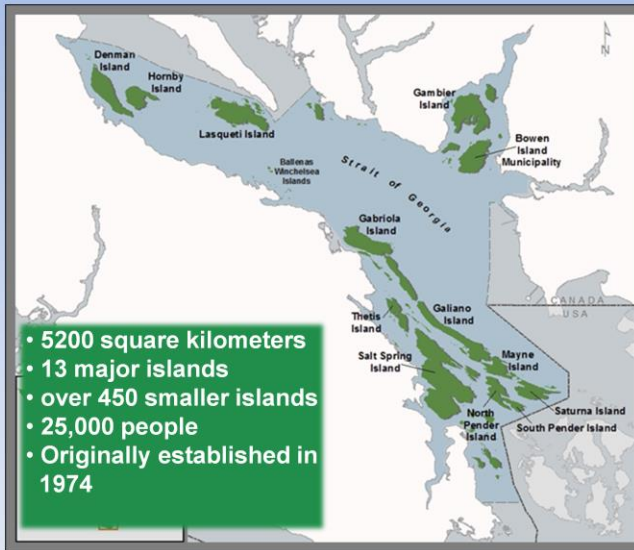 Denman
Island
Hornby
Island
Lasqueti Island
Gambier
Island
Bowen
Island
Municipality
Ballenas
Winchelsea
Islands
Strait of Georgia
Gabriola
Island
CANADA
USA
Thetis
Island
Galiano
Island
Salt Spring
Island
Mayne
Island
North
Pender
Island
Saturna Island
South Pender Island
• 5200 square kilometers
• 13 major islands
• over 450 smaller islands
• 25,000 people
• Originally established in
1974